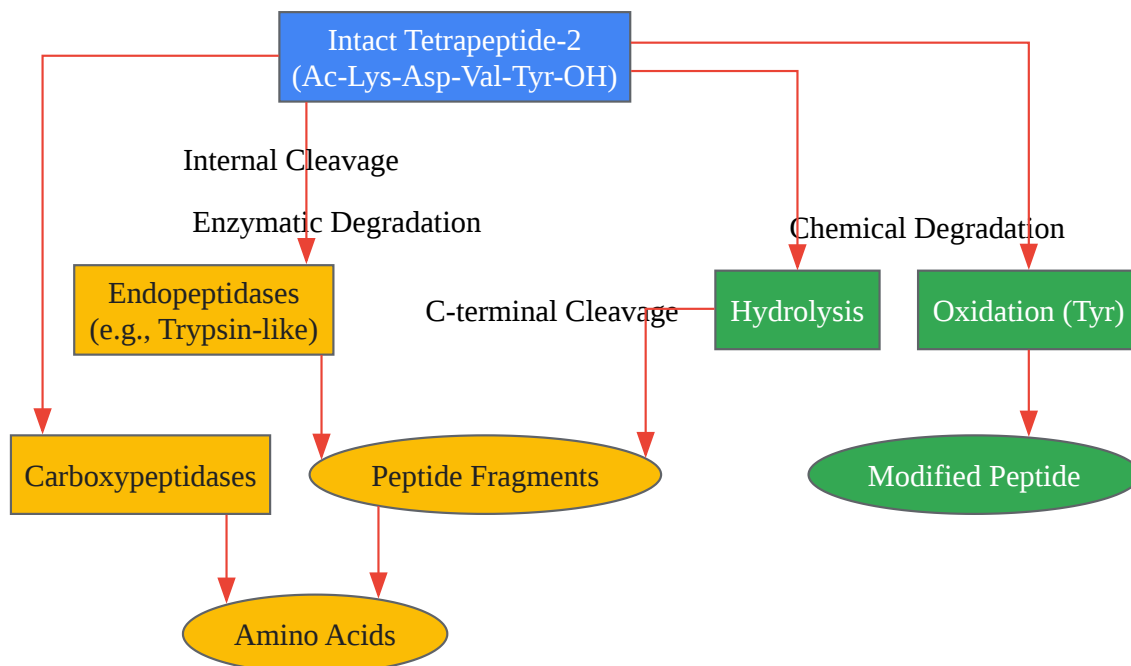 Intact Tetrapeptide-2
(Ac-Lys-Asp-Val-Tyr-OH)
Internal Cleavage
Enzymatic Degradation
Chemical Degradation
Endopeptidases
(e.g., Trypsin-like)
C-terminal Cleavage
Hydrolysis
Oxidation (Tyr)
Carboxypeptidases
Peptide Fragments
Modified Peptide
Amino Acids